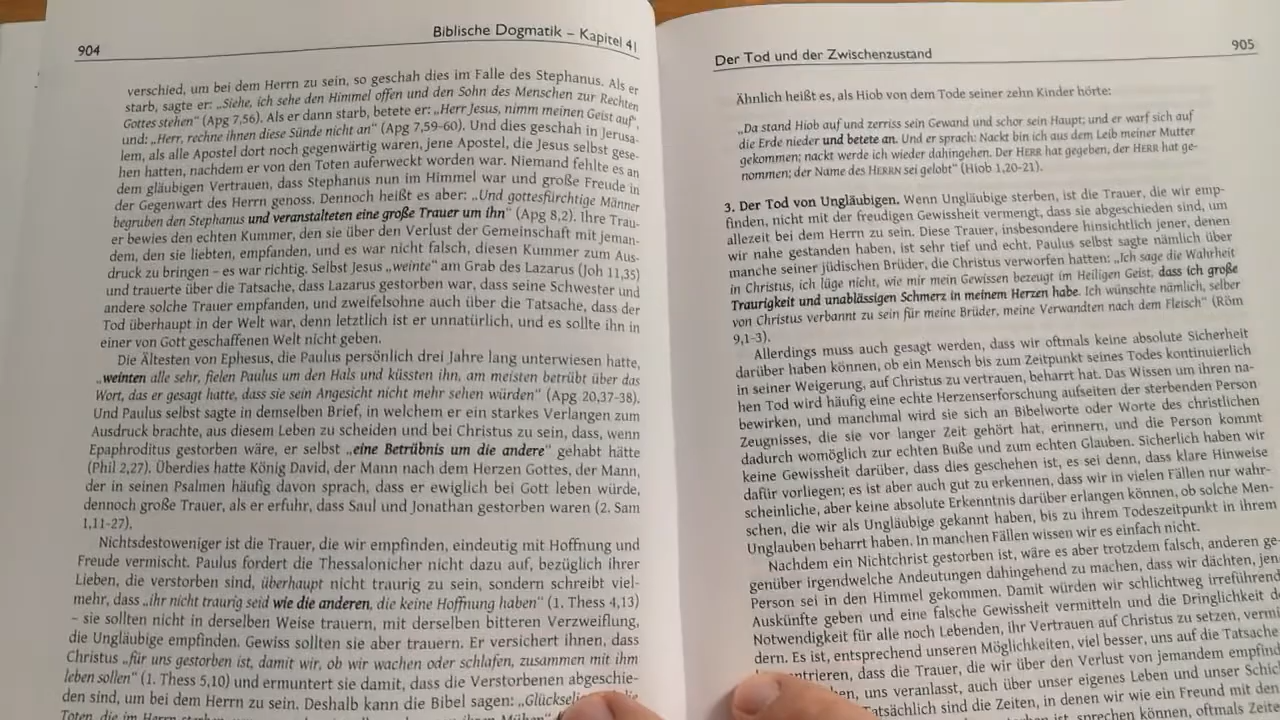 904
Biblische Dogmatik – Kapitel 41
verschied, um bei dem Herrn zu sein, so geschah dies im Falle des Stephanus. Als er
starb, sagte er: „Siehe, ich sehe den Himmel offen und den Sohn des Menschen zur Rechten
Gottes stehen“ (Apg 7,56). Als er dann starb, betete er: „Herr Jesus, nimm meinen Geist auf“,
und: „Herr, rechne ihnen diese Sünde nicht an“ (Apg 7,59–60). Und dies geschah in Jerusa-
lem, als alle Apostel dort noch gegenwärtig waren, jene Apostel, die Jesus selbst gese-
hen hatten, nachdem er von den Toten auferweckt worden war. Niemand fehlte es an
dem gläubigen Vertrauen, dass Stephanus nun im Himmel war und große Freude in
der Gegenwart des Herrn genoss. Dennoch heißt es aber: „Und gottesfürchtige Männer
begruben den Stephanus und veranstalteten eine große Trauer um ihn“ (Apg 8,2). Ihre Trau-
er bewies den echten Kummer, den sie über den Verlust der Gemeinschaft mit jeman-
dem, den sie liebten, empfanden, und es war nicht falsch, diesen Kummer zum Aus-
druck zu bringen – es war richtig. Selbst Jesus „weinte“ am Grab des Lazarus (Joh 11,35)
und trauerte über die Tatsache, dass Lazarus gestorben war, dass seine Schwester und
andere solche Trauer empfanden, und zweifelsohne auch über die Tatsache, dass der
Tod überhaupt in der Welt war, denn letztlich ist er unnatürlich, und es sollte ihn in
einer von Gott geschaffenen Welt nicht geben.
Die Ältesten von Ephesus, die Paulus persönlich drei Jahre lang unterwiesen hatte,
„weinten alle sehr, fielen Paulus um den Hals und küssten ihn, am meisten betrübt über das
Wort, das er gesagt hatte, dass sie sein Angesicht nicht mehr sehen würden“ (Apg 20,37-38).
Und Paulus selbst sagte in demselben Brief, in welchem er ein starkes Verlangen zum
Ausdruck brachte, aus diesem Leben zu scheiden und bei Christus zu sein, dass, wenn
Epaphroditus gestorben wäre, er selbst „eine Betrübnis um die andere“ gehabt hätte
(Phil 2,27). Überdies hatte König David, der Mann nach dem Herzen Gottes, der Mann,
der in seinen Psalmen häufig davon sprach, dass er ewiglich bei Gott leben würde,
dennoch große Trauer, als er erfuhr, dass Saul und Jonathan gestorben waren (2. Sam
1,11-27).
Nichtsdestoweniger ist die Trauer, die wir empfinden, eindeutig mit Hoffnung und
Freude vermischt. Paulus fordert die Thessalonicher nicht dazu auf, bezüglich ihrer
Lieben, die verstorben sind, überhaupt nicht traurig zu sein, sondern schreibt viel-
mehr, dass „ihr nicht traurig seid wie die anderen, die keine Hoffnung haben“ (1. Thess 4,13)
– sie sollten nicht in derselben Weise trauern, mit derselben bitteren Verzweiflung,
die Ungläubige empfinden. Gewiss sollten sie aber trauern. Er versichert ihnen, dass
Christus „für uns gestorben ist, damit wir, ob wir wachen oder schlafen, zusammen mit ihm
leben sollen“ (1. Thess 5,10) und ermuntert sie damit, dass die Verstorbenen abgeschie-
den sind, um bei dem Herrn zu sein. Deshalb kann die Bibel sagen:
Toten, die im Herrn
Der Tod und der Zwischenzustand
905
Ähnlich heißt es, als Hiob von dem Tode seiner zehn Kinder hörte:
„Da stand Hiob auf und zerriss sein Gewand und schor sein Haupt; und er warf sich auf
die Erde nieder und betete an. Und er sprach: Nackt bin ich aus dem Leib meiner Mutter
gekommen; nackt werde ich wieder dahingehen. Der HERR hat gegeben, der HERR hat ge-
nommen; der Name des HERRN sei gelobt“ (Hiob 1,20-21).
3. Der Tod von Ungläubigen. Wenn Ungläubige sterben, ist die Trauer, die wir emp-
finden, nicht mit der freudigen Gewissheit vermengt, dass sie abgeschieden sind, um
allezeit bei dem Herrn zu sein. Diese Trauer, insbesondere hinsichtlich jener, denen
wir nahe gestanden haben, ist sehr tief und echt. Paulus selbst sagte nämlich über
manche seiner jüdischen Brüder, die Christus verworfen hatten: „Ich sage die Wahrheit
in Christus, ich lüge nicht, wie mir mein Gewissen bezeugt im Heiligen Geist, dass ich große
Traurigkeit und unablässigen Schmerz in meinem Herzen habe. Ich wünschte nämlich, selber
von Christus verbannt zu sein für meine Brüder, meine Verwandten nach dem Fleisch“ (Röm
9,1-3).
Allerdings muss auch gesagt werden, dass wir oftmals keine absolute Sicherheit
darüber haben können, ob ein Mensch bis zum Zeitpunkt seines Todes kontinuierlich
in seiner Weigerung, auf Christus zu vertrauen, beharrt hat. Das Wissen um ihren na-
hen Tod wird häufig eine echte Herzenserforschung aufseiten der sterbenden Person
bewirken, und manchmal wird sie sich an Bibelworte oder Worte des christlichen
Zeugnisses, die sie vor langer Zeit gehört hat, erinnern, und die Person kommt
dadurch womöglich zur echten Buße und zum echten Glauben. Sicherlich haben wir
keine Gewissheit darüber, dass dies geschehen ist, es sei denn, dass klare Hinweise
dafür vorliegen; es ist aber auch gut zu erkennen, dass wir in vielen Fällen nur wahr-
scheinliche, aber keine absolute Erkenntnis darüber erlangen können, ob solche Men-
schen, die wir als Ungläubige gekannt haben, bis zu ihrem Todeszeitpunkt in ihrem
Unglauben beharrt haben. In manchen Fällen wissen wir es einfach nicht.
Nachdem ein Nichtchrist gestorben ist, wäre es aber trotzdem falsch, anderen ge-
genüber irgendwelche Andeutungen dahingehend zu machen, dass wir dächten, jen
Person sei in den Himmel gekommen. Damit würden wir schlichtweg irreführend
Auskünfte geben und eine falsche Gewissheit vermitteln und die Dringlichkeit d
Notwendigkeit für alle noch Lebenden, ihr Vertrauen auf Christus zu setzen, vermi
dern. Es ist, entsprechend unseren Möglichkeiten, viel besser, uns auf die Tatsache
ntrieren, dass die Trauer, die wir über den Verlust von jemandem empfind
en, uns veranlasst, auch über unser eigenes Leben und unser Schic
atsächlich sind die Zeiten, in denen wir wie ein Freund mit den
sprechen können, oftmals Zeite